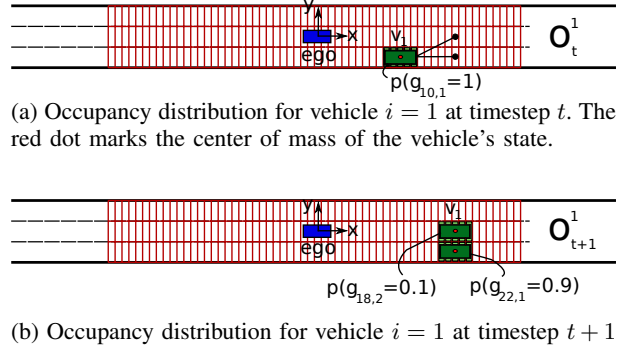 y
x
ego
v₁
O¹ₜ
p(g₁₀,₁=1)
(a) Occupancy distribution for vehicle i = 1 at timestep t. The
red dot marks the center of mass of the vehicle's state.
y
x
ego
v₁
O¹ₜ₊₁
p(g₁₈,₂=0.1)
p(g₂₂,₁=0.9)
(b) Occupancy distribution for vehicle i = 1 at timestep t + 1